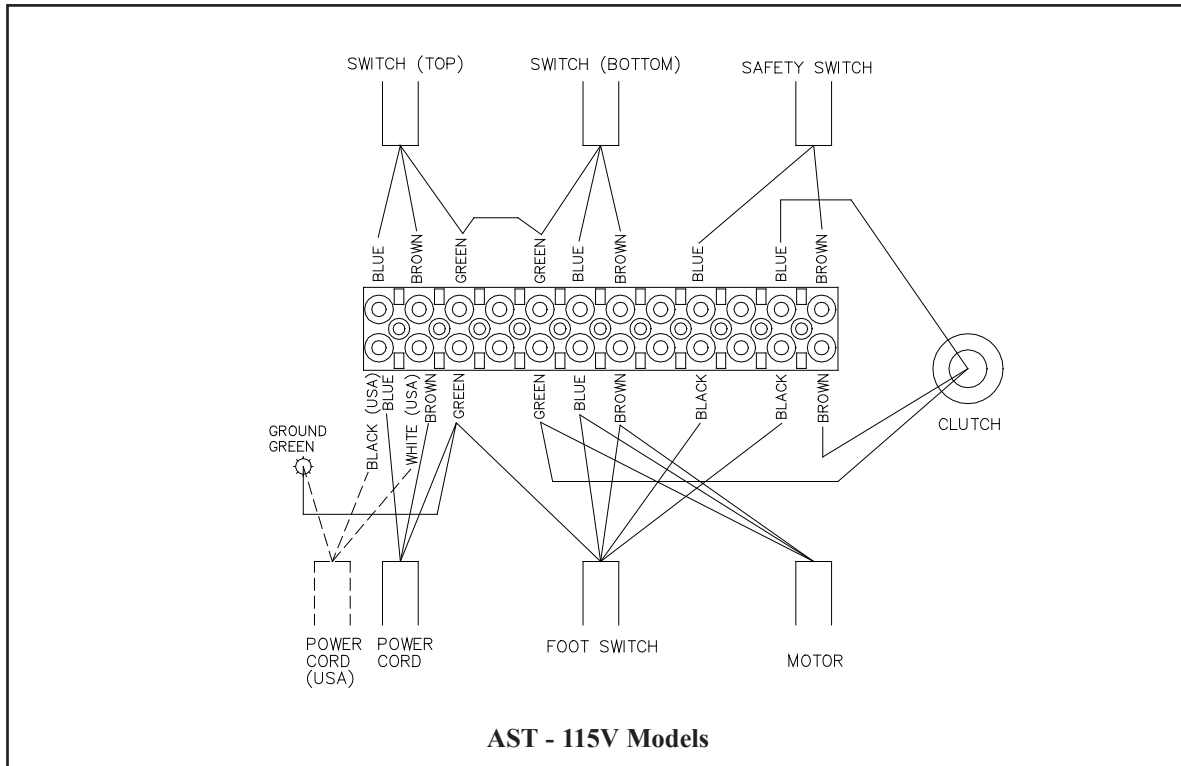 SWITCH (TOP) SWITCH (BOTTOM) SAFETY SWITCH
BLUE BROWN GREEN GREEN BLUE BROWN BLUE BLUE BROWN
BLACK (USA) BLUE WHITE (USA) BROWN GREEN GREEN BLUE BROWN BLACK BLACK BROWN
GROUND
GREEN
CLUTCH
POWER
CORD
(USA)
POWER
CORD
FOOT SWITCH
MOTOR
AST - 115V Models